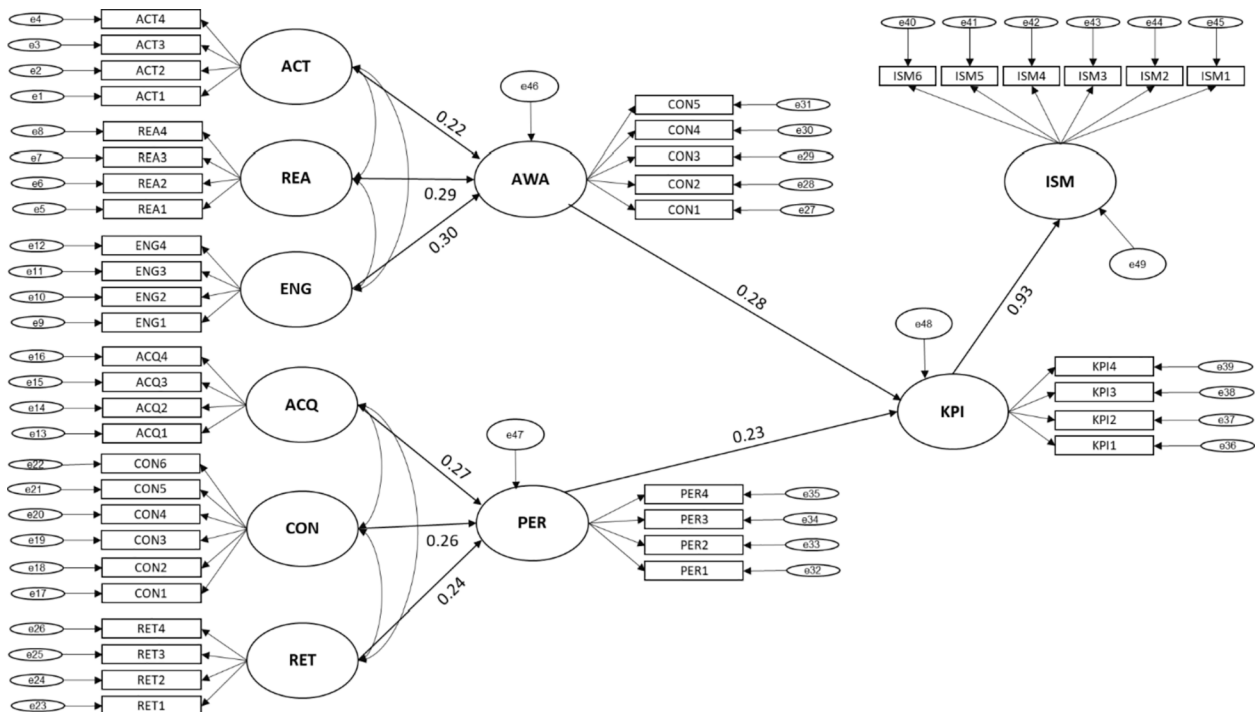 e4 ACT4
e3 ACT3
e2 ACT2
e1 ACT1
ACT
e8 REA4
e7 REA3
e6 REA2
e5 REA1
REA
e12 ENG4
e11 ENG3
e10 ENG2
e9 ENG1
ENG
0.22
0.29
0.30
e46
AWA
CON5 e31
CON4 e30
CON3 e29
CON2 e28
CON1 e27
e16 ACQ4
e15 ACQ3
e14 ACQ2
e13 ACQ1
ACQ
e22 CON6
e21 CON5
e20 CON4
e19 CON3
e18 CON2
e17 CON1
CON
e26 RET4
e25 RET3
e24 RET2
e23 RET1
RET
0.27
0.26
0.24
e47
PER
PER4 e35
PER3 e34
PER2 e33
PER1 e32
0.28
0.23
e48
KPI
KPI4 e39
KPI3 e38
KPI2 e37
KPI1 e36
0.93
e40 e41 e42 e43 e44 e45
ISM6 ISM5 ISM4 ISM3 ISM2 ISM1
ISM
e49